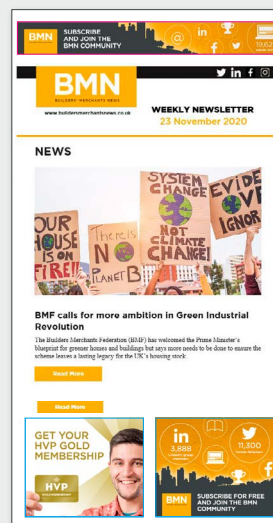 BMN
SUBSCRIBE
AND JOIN THE
BMN COMMUNITY
BMN
BUILDERS' MERCHANTS NEWS
www.buildersmerchantsnews.co.uk
WEEKLY NEWSLETTER
23 November 2020
NEWS
OUR
HOUSE
IS ON
FIRE!!
There is
NO
PLANET B
SYSTEM
CHANGE
NOT
CLIMATE
CHANGE!
EVIDE
IGNOR
BMF calls for more ambition in Green Industrial
Revolution
The Builders Merchants Federation (BMF) has welcomed the Prime Minister's
blueprint for greener homes and buildings but says more needs to be done to ensure the
scheme leaves a lasting legacy for the UK's housing stock
Read More
Read More
GET YOUR
HVP GOLD
MEMBERSHIP
HVP
in
3,888
11,300
BMN
SUBSCRIBE FOR FREE
AND JOIN THE BMN
COMMUNITY